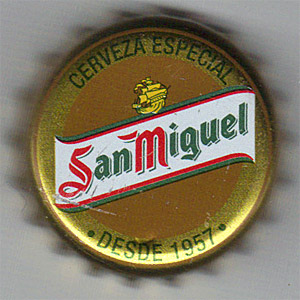 CERVEZA ESPECIAL
San Miguel
• DESDE 1957 •